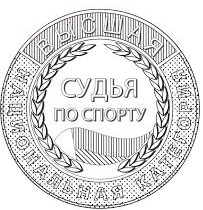 ВЫСШАЯ
НАЦИОНАЛЬНАЯ КАТЕГОРИЯ
СУДЬЯ
ПО СПОРТУ